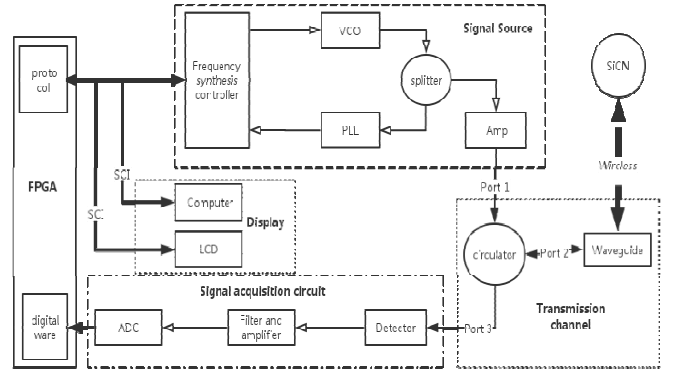 Signal Source
VCO
SiCN
proto
col
Frequency
synthesis
controller
splitter
PLL
Amp
FPGA
SCI
Port 1
Wireless
Computer
Display
SCI
LCD
circulator
Port 2
Waveguide
Signal acquisition circuit
Transmission
channel
digital
ware
ADC
Filter and
amplifier
Detector
Port 3